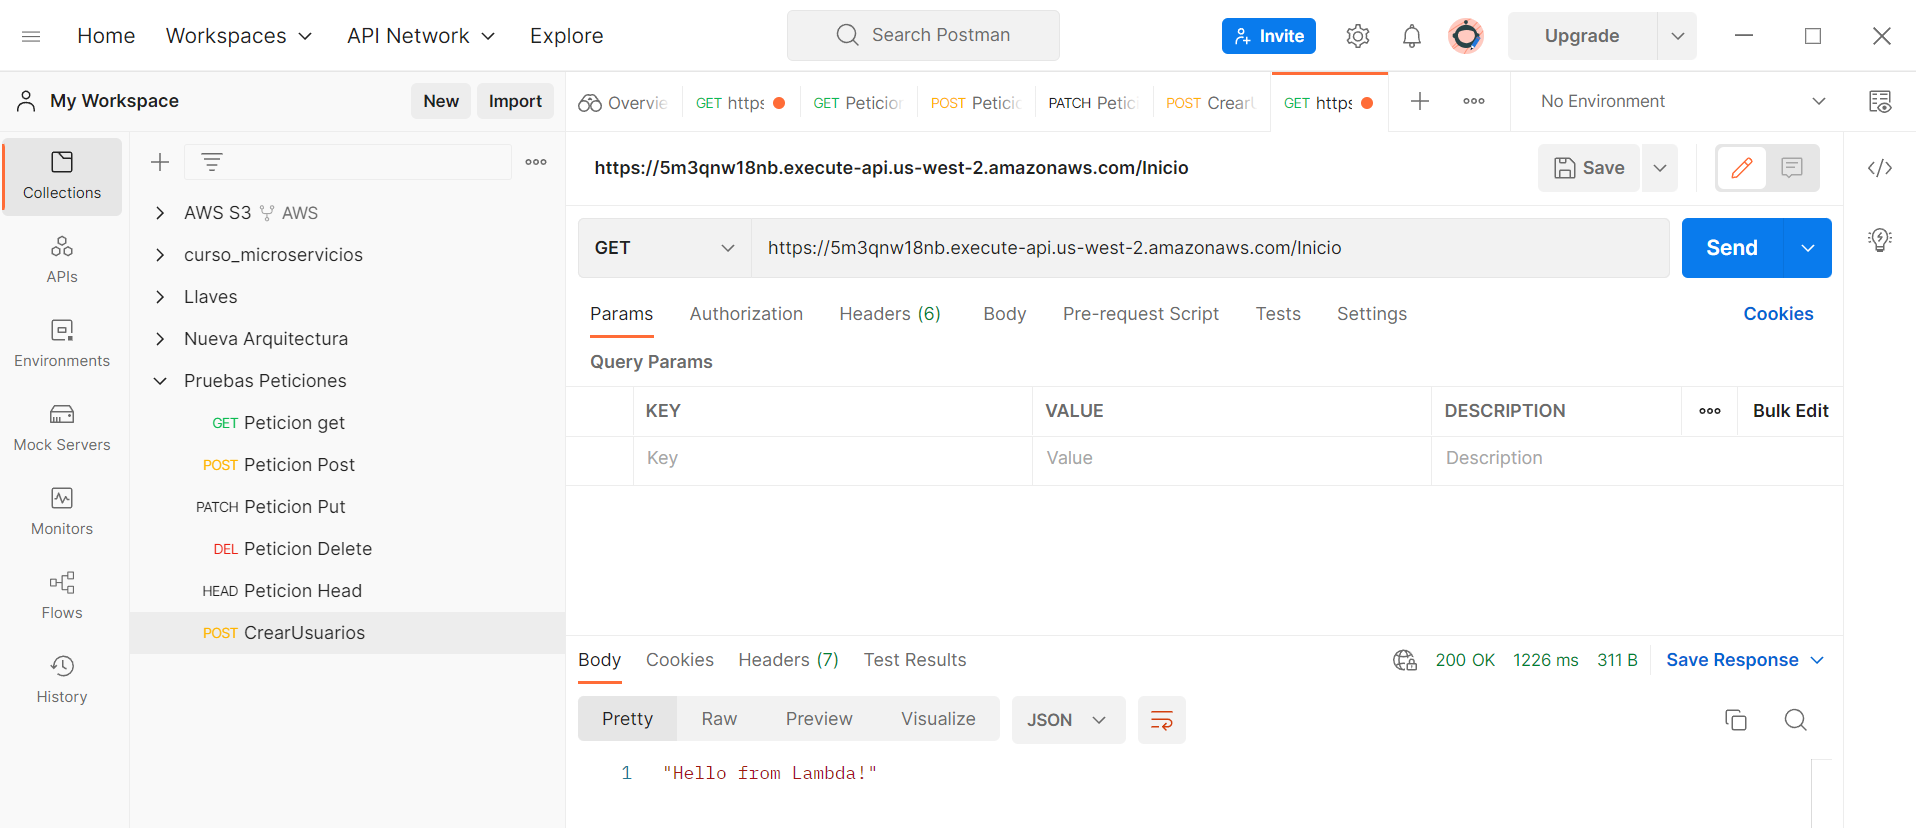 Home Workspaces API Network Explore Search Postman Invite Upgrade
My Workspace New Import
Overvie GET https GET Peticion POST Peticio PATCH Petic POST CrearU GET https No Environment
https://5m3qnw18nb.execute-api.us-west-2.amazonaws.com/Inicio Save
GET https://5m3qnw18nb.execute-api.us-west-2.amazonaws.com/Inicio Send
Params Authorization Headers (6) Body Pre-request Script Tests Settings Cookies
Query Params
KEY VALUE DESCRIPTION Bulk Edit
Key Value Description
Collections
APIs
Environments
Mock Servers
Monitors
Flows
History
AWS S3 AWS
curso_microservicios
Llaves
Nueva Arquitectura
Pruebas Peticiones
GET Peticion get
POST Peticion Post
PATCH Peticion Put
DEL Peticion Delete
HEAD Peticion Head
POST CrearUsuarios
Body Cookies Headers (7) Test Results 200 OK 1226 ms 311 B Save Response
Pretty Raw Preview Visualize JSON
1 "Hello from Lambda!"